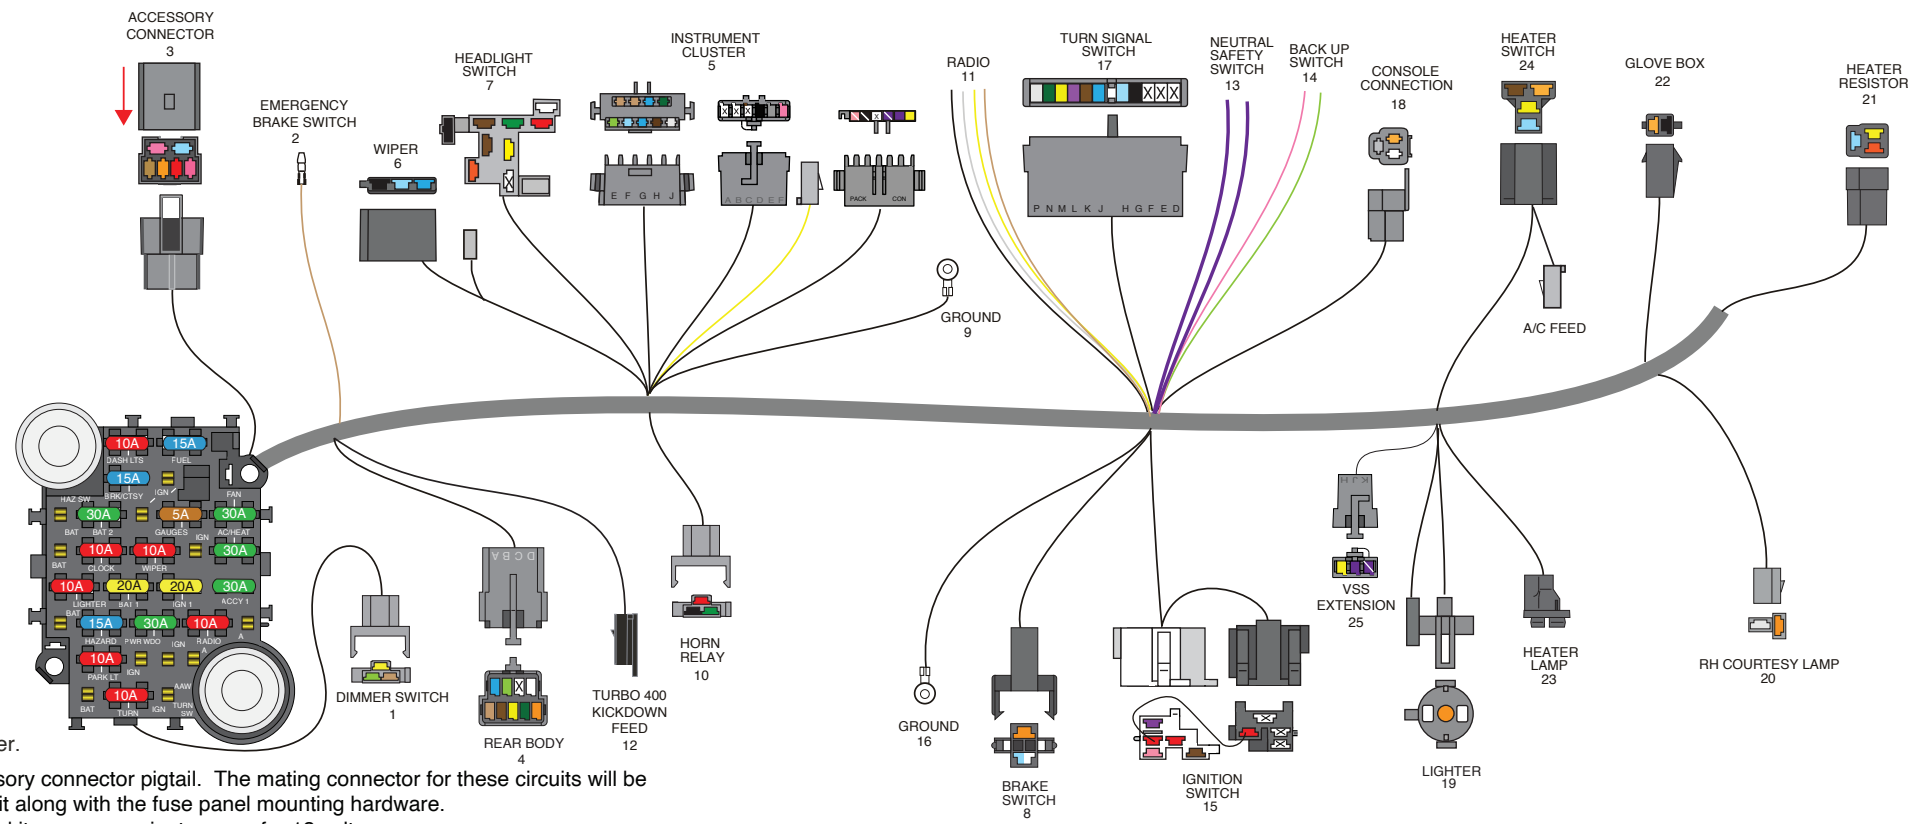 ACCESSORY
CONNECTOR
3
EMERGENCY
BRAKE SWITCH
2
WIPER
6
HEADLIGHT
SWITCH
7
INSTRUMENT
CLUSTER
5
E F G H J
A B C D E F
PACK CON
GROUND
9
RADIO
11
TURN SIGNAL
SWITCH
17
P N M L K J H G F E D
NEUTRAL
SAFETY
SWITCH
13
BACK UP
SWITCH
14
CONSOLE
CONNECTION
18
HEATER
SWITCH
24
A/C FEED
GLOVE BOX
22
HEATER
RESISTOR
21
10A 15A
DASH LTS FUEL
15A
BRK/CTSY IGN
HAZ SW FAN
30A 5A 30A
BAT BAT 2 GAUGES AC/HEAT
IGN
10A 10A 30A
BAT CLOCK WIPER
10A 20A 20A 30A
LIGHTER BAT 1 IGN 1 ACCY 1
BAT
15A 30A 10A
HAZARD PWR WDO IGN RADIO A
A
10A
PARK LT IGN
AAW
10A
BAT TURN IGN TURN
SW
DIMMER SWITCH
1
D C B A
REAR BODY
4
TURBO 400
KICKDOWN
FEED
12
HORN
RELAY
10
GROUND
16
BRAKE
SWITCH
8
IGNITION
SWITCH
15
K J H
VSS
EXTENSION
25
LIGHTER
19
HEATER
LAMP
23
RH COURTESY LAMP
20
er.
sory connector pigtail. The mating connector for these circuits will be
it along with the fuse panel mounting hardware.